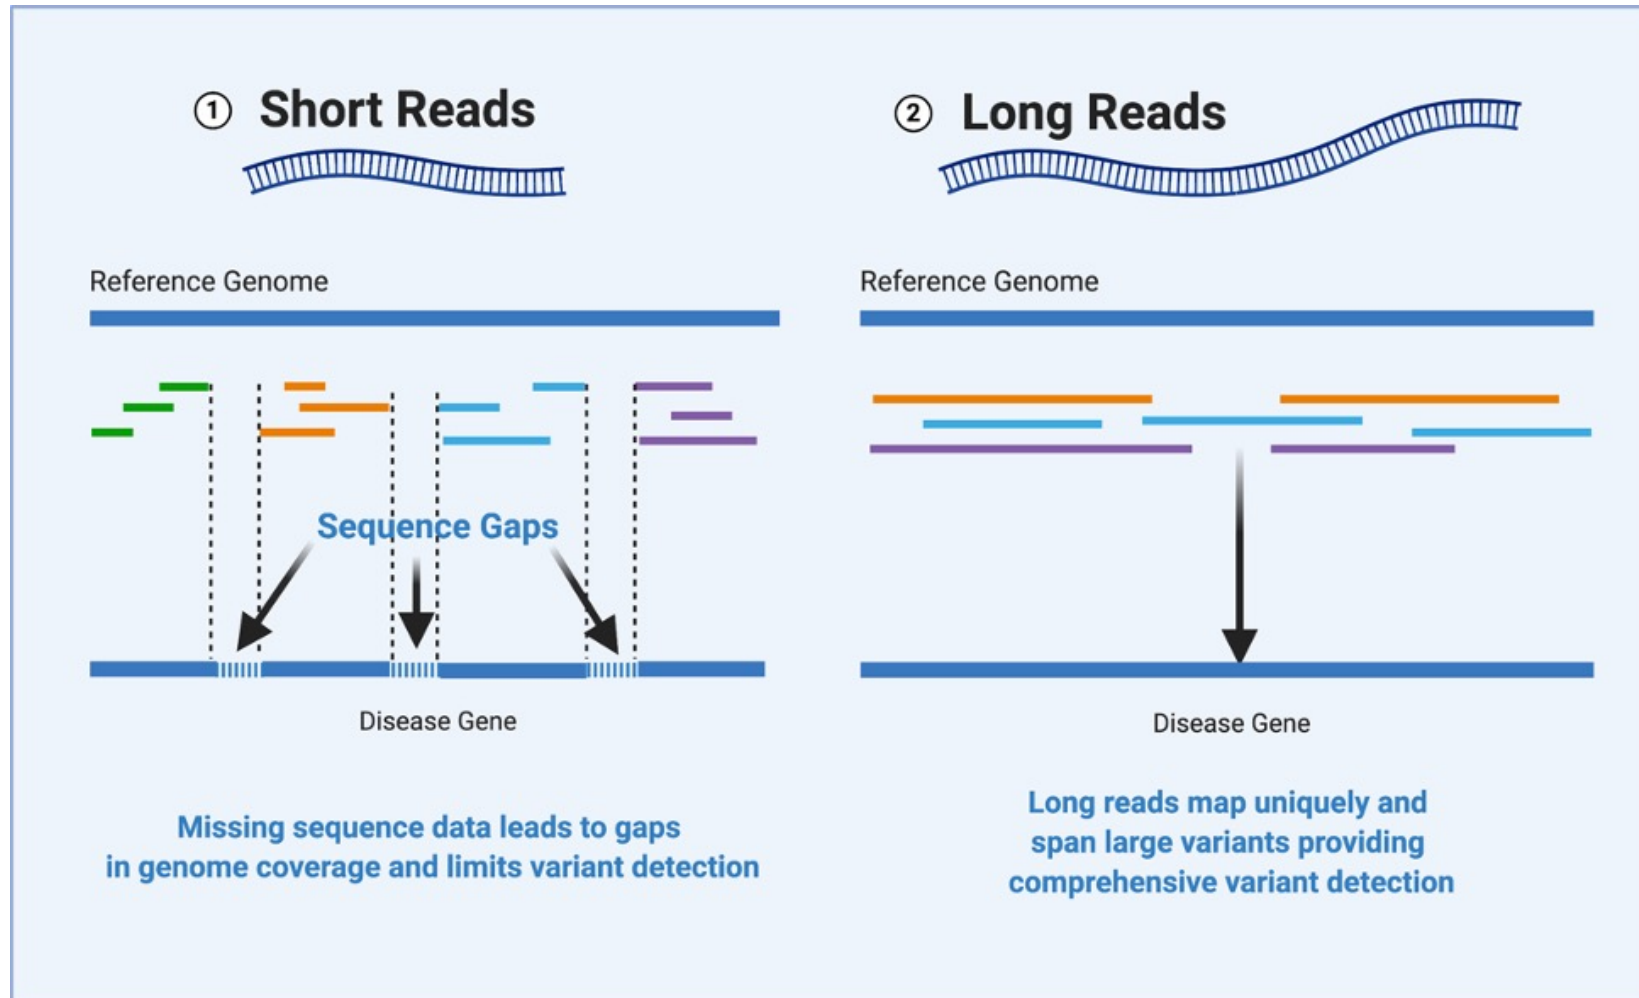 ① Short Reads
Reference Genome
Sequence Gaps
Disease Gene
Missing sequence data leads to gaps
in genome coverage and limits variant detection
② Long Reads
Reference Genome
Disease Gene
Long reads map uniquely and
span large variants providing
comprehensive variant detection